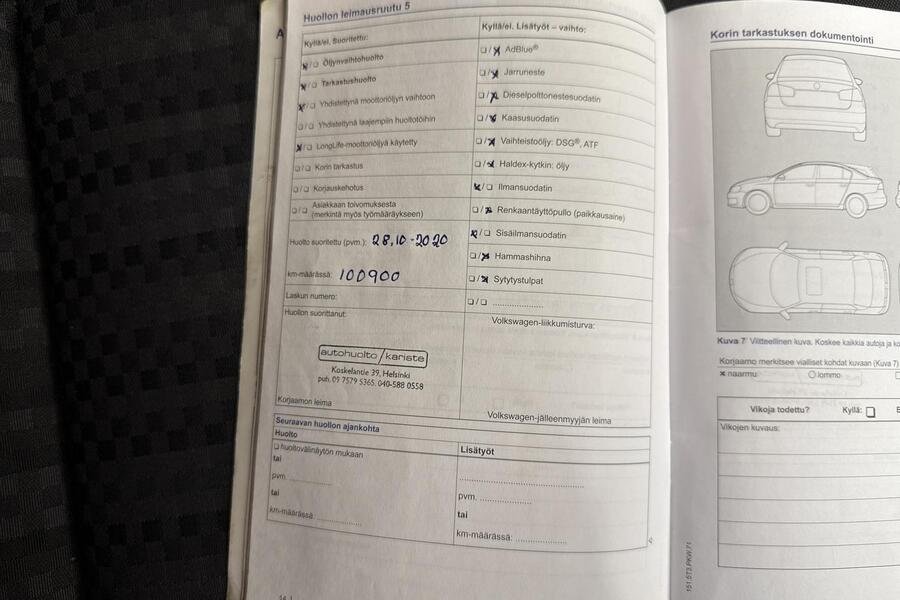 Huollon leimausruutu 5
Kyllä/ei. Suoritettu:
Öljynvaihtohuolto
Tarkastushuolto
Yhdistettynä moottoriöljyn vaihtoon
Yhdistettynä laajempiin huoltotöihin
LongLife-moottoriöljyä käytetty
Korin tarkastus
Korjauskehotus
Asiakkaan toivomuksesta
(merkintä myös työmääräykseen)
Huolto suoritettu (pvm.): 28.10-2020
km-määrässä: 100900
Laskun numero:
Huollon suorittanut:
autohuolto/kariste
Koskelantie 39, Helsinki
puh. 09 7579 5365. 040-588 0558
Korjaamon leima
Kyllä/ei. Lisätyöt – vaihto:
AdBlue®
Jarruneste
Dieselpolttonestesuodatin
Kaasusuodatin
Vaihteistoöljy: DSG®, ATF
Haldex-kytkin: öljy
Ilmansuodatin
Renkaantäyttöpullo (paikkausaine)
Sisäilmansuodatin
Hammashihna
Sytytystulpat
Volkswagen-liikkumisturva:
Volkswagen-jälleenmyyjän leima
Seuraavan huollon ajankohta
Huolto
huoltovälinäytön mukaan
tai
pvm.
tai
km-määrässä:
Lisätyöt
pvm.
tai
km-määrässä:
Korin tarkastuksen dokumentointi
Kuva 7 Viitteellinen kuva. Koskee kaikkia autoja ja
Korjaamo merkitsee vialliset kohdat kuvaan (Kuva 7)
naarmu lommo
Vikoja todettu? Kyllä:
Vikojen kuvaus:
151.5T3.PKW.71